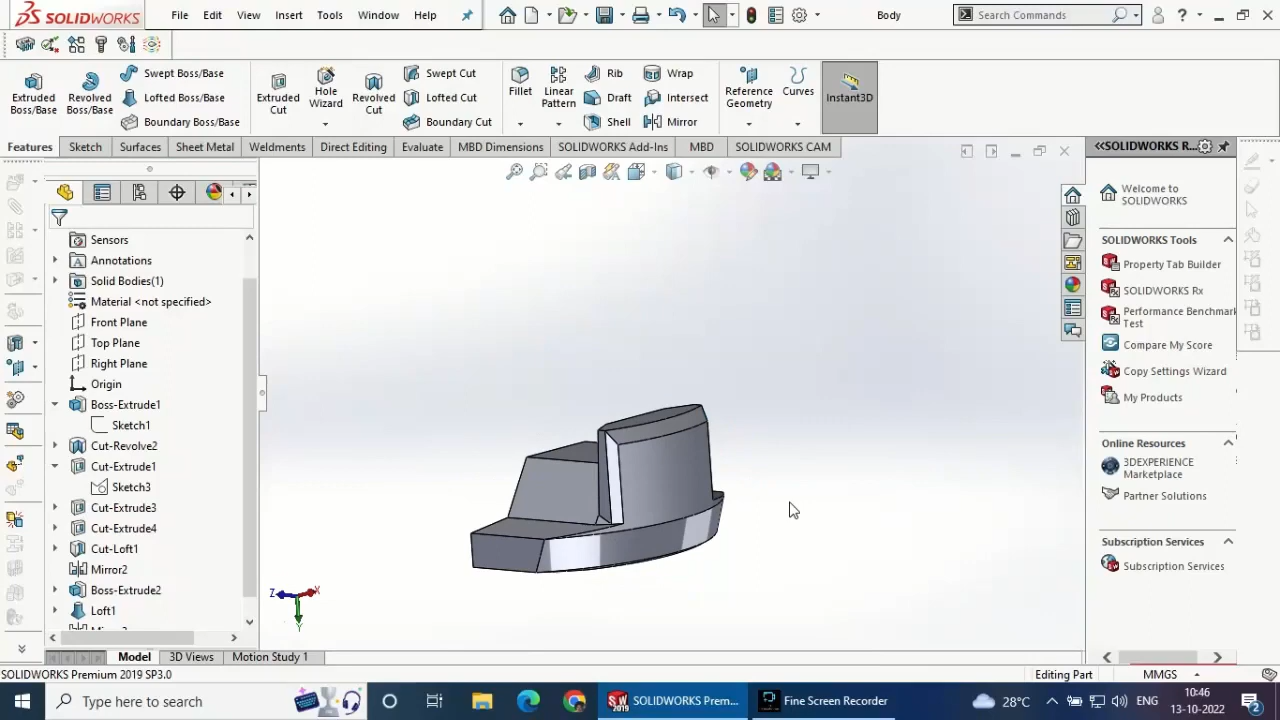 SOLIDWORKS File Edit View Insert Tools Window Help Body Search Commands
Extruded Boss/Base
Revolved Boss/Base
Swept Boss/Base
Lofted Boss/Base
Boundary Boss/Base
Extruded Cut
Hole Wizard
Revolved Cut
Swept Cut
Lofted Cut
Boundary Cut
Fillet
Linear Pattern
Rib
Draft
Shell
Wrap
Intersect
Mirror
Reference Geometry
Curves
Instant3D
Features Sketch Surfaces Sheet Metal Weldments Direct Editing Evaluate MBD Dimensions SOLIDWORKS Add-Ins MBD SOLIDWORKS CAM
Sensors
Annotations
Solid Bodies(1)
Material <not specified>
Front Plane
Top Plane
Right Plane
Origin
Boss-Extrude1
Sketch1
Cut-Revolve2
Cut-Extrude1
Sketch3
Cut-Extrude3
Cut-Extrude4
Cut-Loft1
Mirror2
Boss-Extrude2
Loft1
Z X
Y
SOLIDWORKS R...
Welcome to
SOLIDWORKS
SOLIDWORKS Tools
Property Tab Builder
SOLIDWORKS Rx
Performance Benchmark
Test
Compare My Score
Copy Settings Wizard
My Products
Online Resources
3DEXPERIENCE
Marketplace
Partner Solutions
Subscription Services
Subscription Services
Model 3D Views Motion Study 1
SOLIDWORKS Premium 2019 SP3.0 Editing Part MMGS
Type here to search SOLIDWORKS Prem... Fine Screen Recorder 28°C ENG 10:46
13-10-2022
2